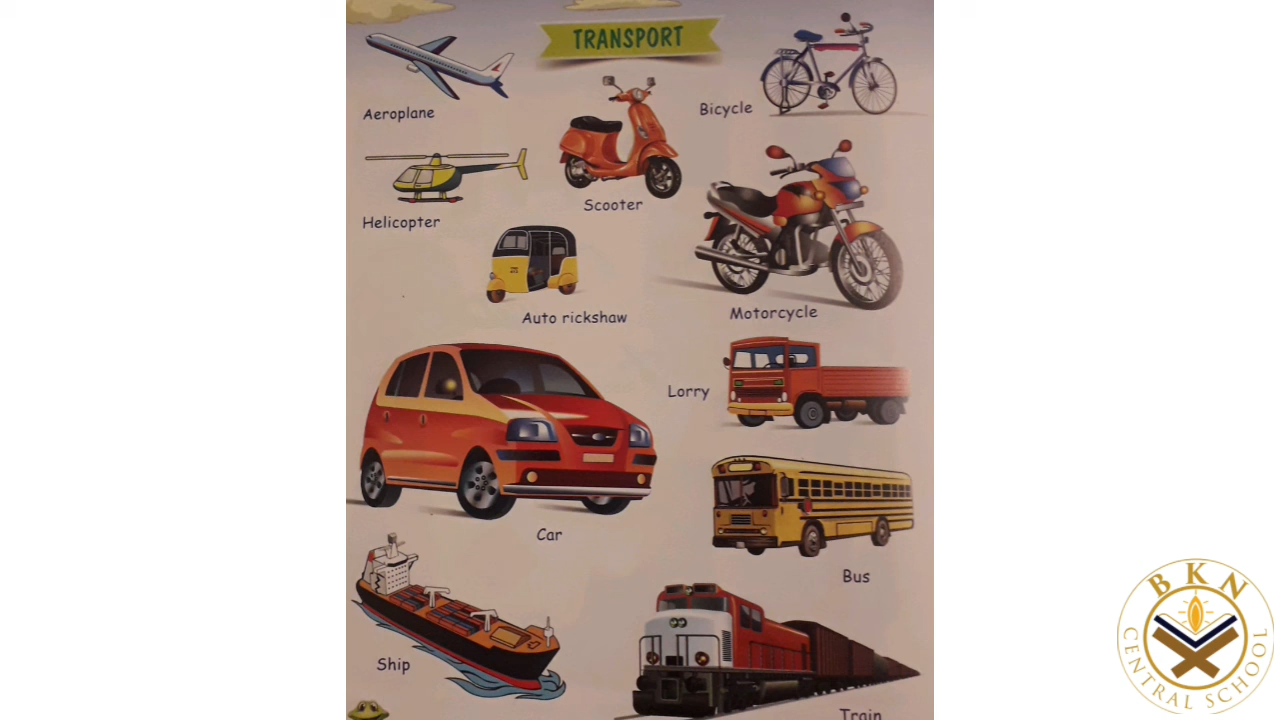 TRANSPORT
Aeroplane
Bicycle
Scooter
Helicopter
Auto rickshaw
Motorcycle
Lorry
Car
Bus
Ship
Train
BKN
CENTRAL SCHOOL